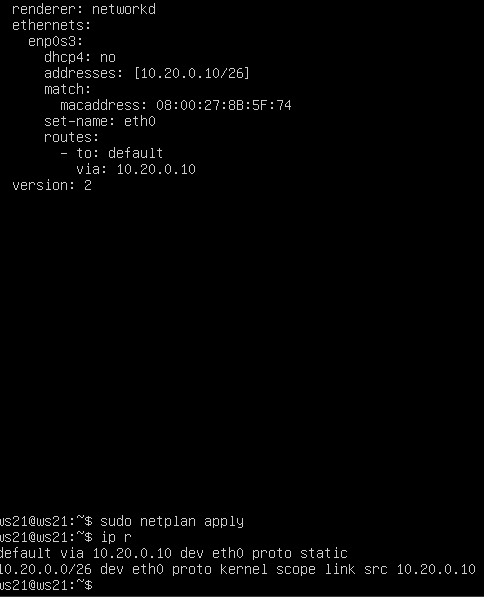 renderer: networkd
ethernets:
enp0s3:
dhcp4: no
addresses: [10.20.0.10/26]
match:
macaddress: 08:00:27:8B:5F:74
set-name: eth0
routes:
- to: default
via: 10.20.0.10
version: 2
ws21@ws21:~$ sudo netplan apply
ws21@ws21:~$ ip r
default via 10.20.0.10 dev eth0 proto static
10.20.0.0/26 dev eth0 proto kernel scope link src 10.20.0.10
ws21@ws21:~$